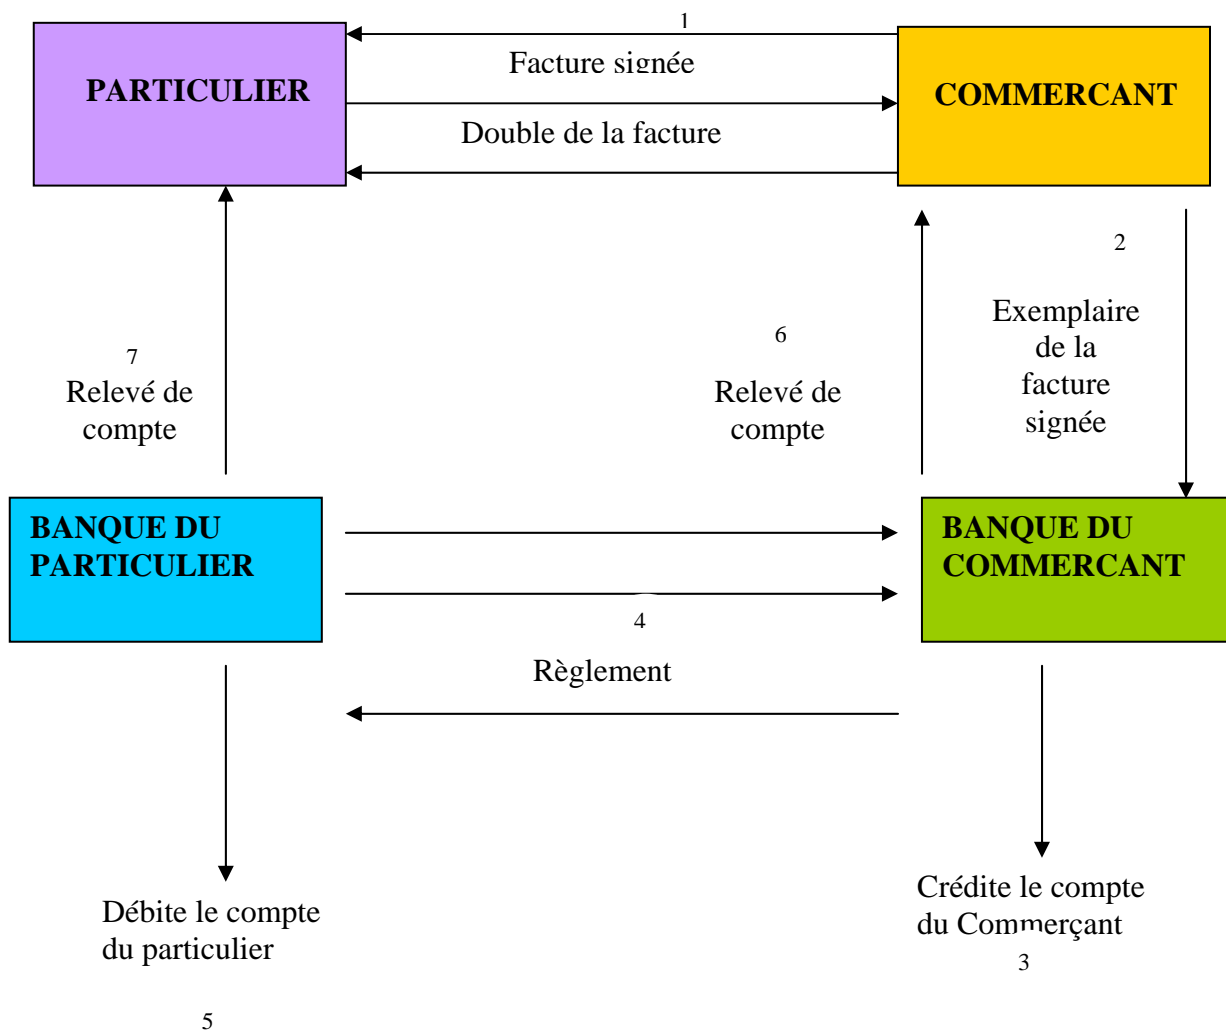 1
Facture signée
PARTICULIER
COMMERCANT
Double de la facture
2
Exemplaire
de la
facture
signée
6
7
Relevé de
compte
Relevé de
compte
BANQUE DU
PARTICULIER
BANQUE DU
COMMERCANT
4
Règlement
Crédite le compte
du Commerçant
3
Débite le compte
du particulier
5